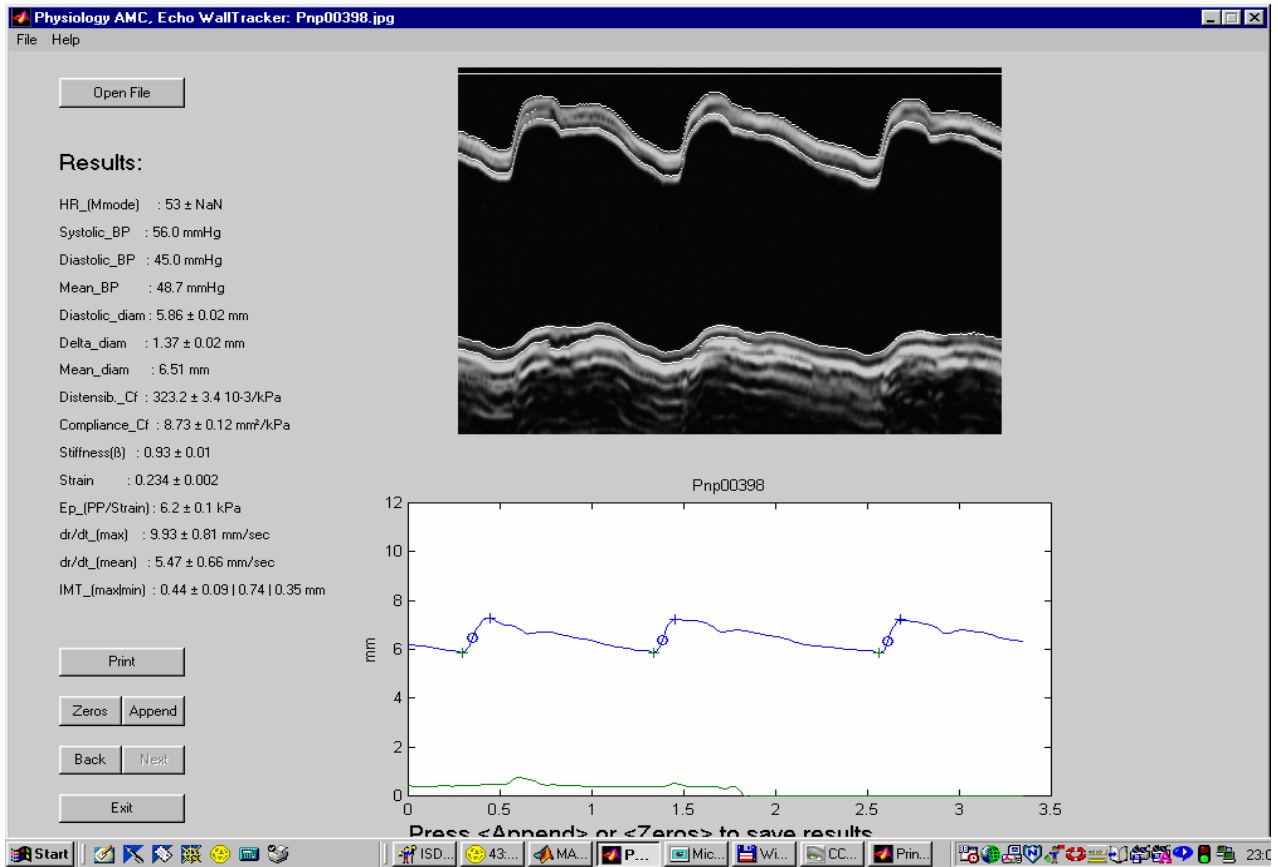 Physiology AMC, Echo WallTracker: Pnp00398.jpg
File Help
Open File
Results:
HR_(Mmode) : 53 ± NaN
Systolic_BP : 56.0 mmHg
Diastolic_BP : 45.0 mmHg
Mean_BP : 48.7 mmHg
Diastolic_diam : 5.86 ± 0.02 mm
Delta_diam : 1.37 ± 0.02 mm
Mean_diam : 6.51 mm
Distensib._Cf : 323.2 ± 3.4 10-3/kPa
Compliance_Cf : 8.73 ± 0.12 mm²/kPa
Stiffness(ß) : 0.93 ± 0.01
Strain : 0.234 ± 0.002
Ep_(PP/Strain) : 6.2 ± 0.1 kPa
dr/dt_(max) : 9.93 ± 0.81 mm/sec
dr/dt_(mean) : 5.47 ± 0.66 mm/sec
IMT_(max|min) : 0.44 ± 0.09 | 0.74 | 0.35 mm
Print
Zeros Append
Back Next
Exit
Pnp00398
12
10
8
6
4
2
0
mm
0 0.5 1 1.5 2 2.5 3 3.5
Press <Append> or <Zeros> to save results
Start ISD... 43:... MA... P... Mic... Wi... CC... Prin...